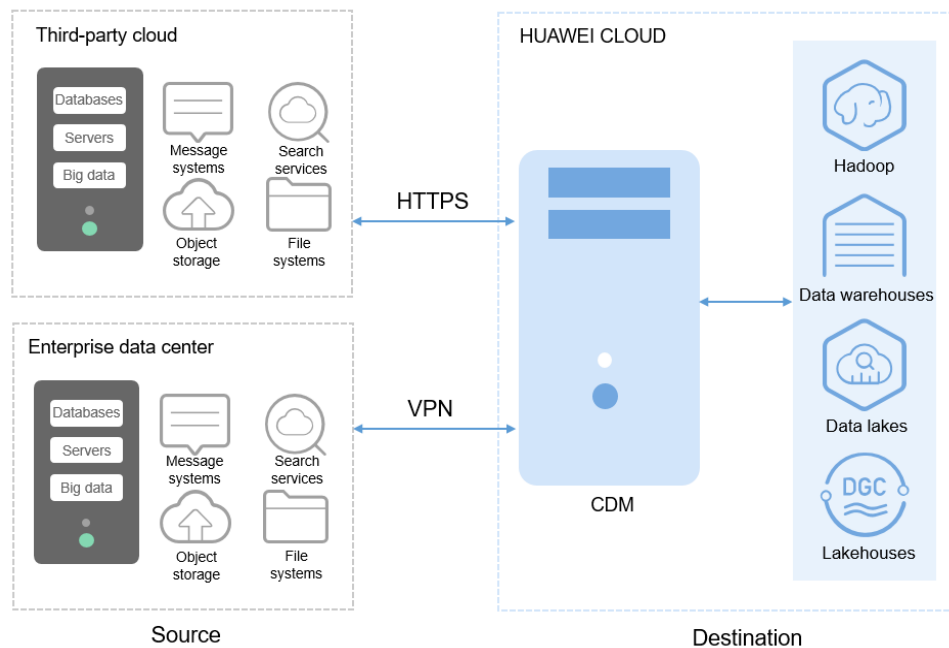 Third-party cloud
Databases
Servers
Big data
Message
systems
Search
services
Object
storage
File
systems
HTTPS
Enterprise data center
Databases
Servers
Big data
Message
systems
Search
services
Object
storage
File
systems
VPN
Source
HUAWEI CLOUD
CDM
Hadoop
Data warehouses
Data lakes
DGC
Lakehouses
Destination